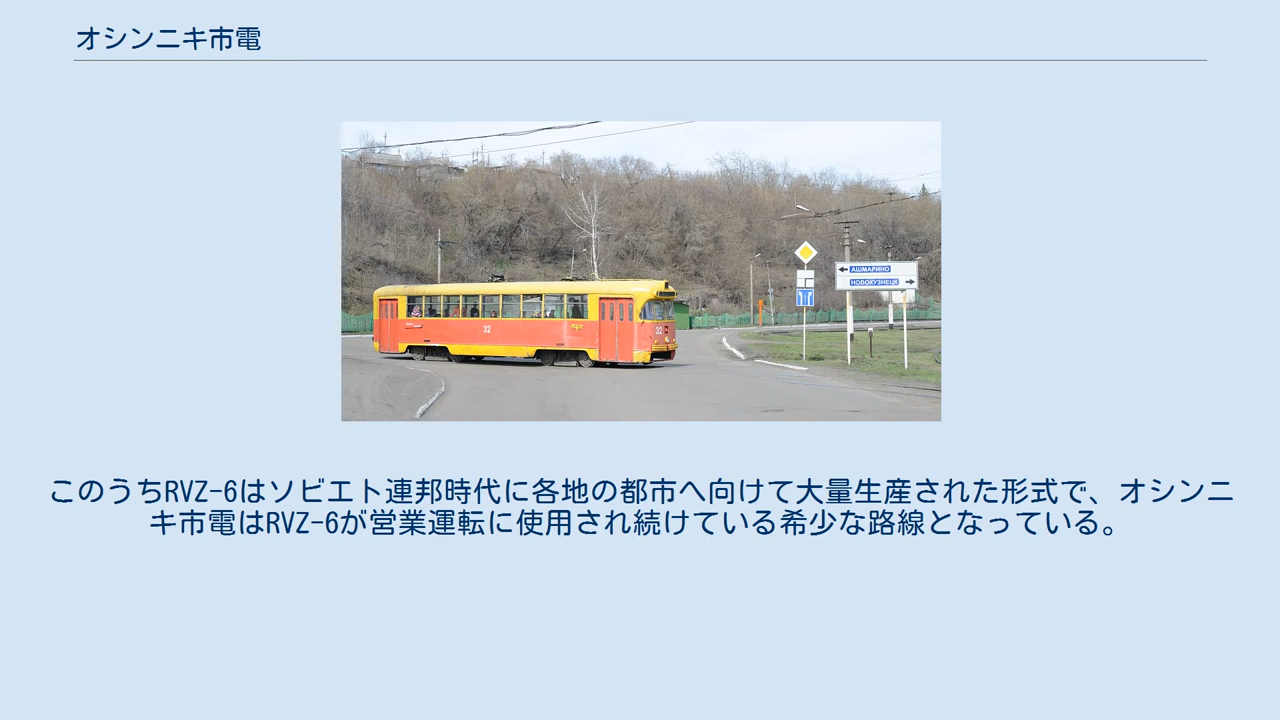 オシンニキ市電
32
32
АШМАРИНО
НОВОКУЗНЕЦК
このうちRVZ-6はソビエト連邦時代に各地の都市へ向けて大量生産された形式で、オシンニ
キ市電はRVZ-6が営業運転に使用され続けている希少な路線となっている。